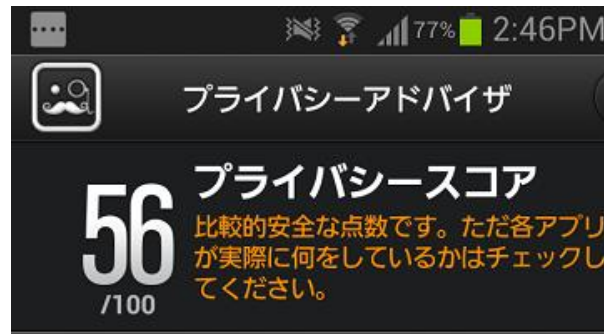 77% 2:46PM
プライバシーアドバイザ
56
/100
プライバシースコア
比較的安全な点数です。ただ各アプリ
が実際に何をしているかはチェックし
てください。